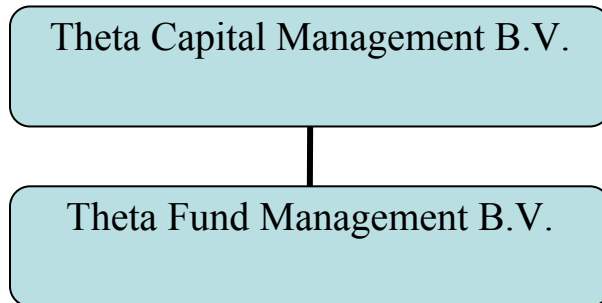 Theta Capital Management B.V.
Theta Fund Management B.V.